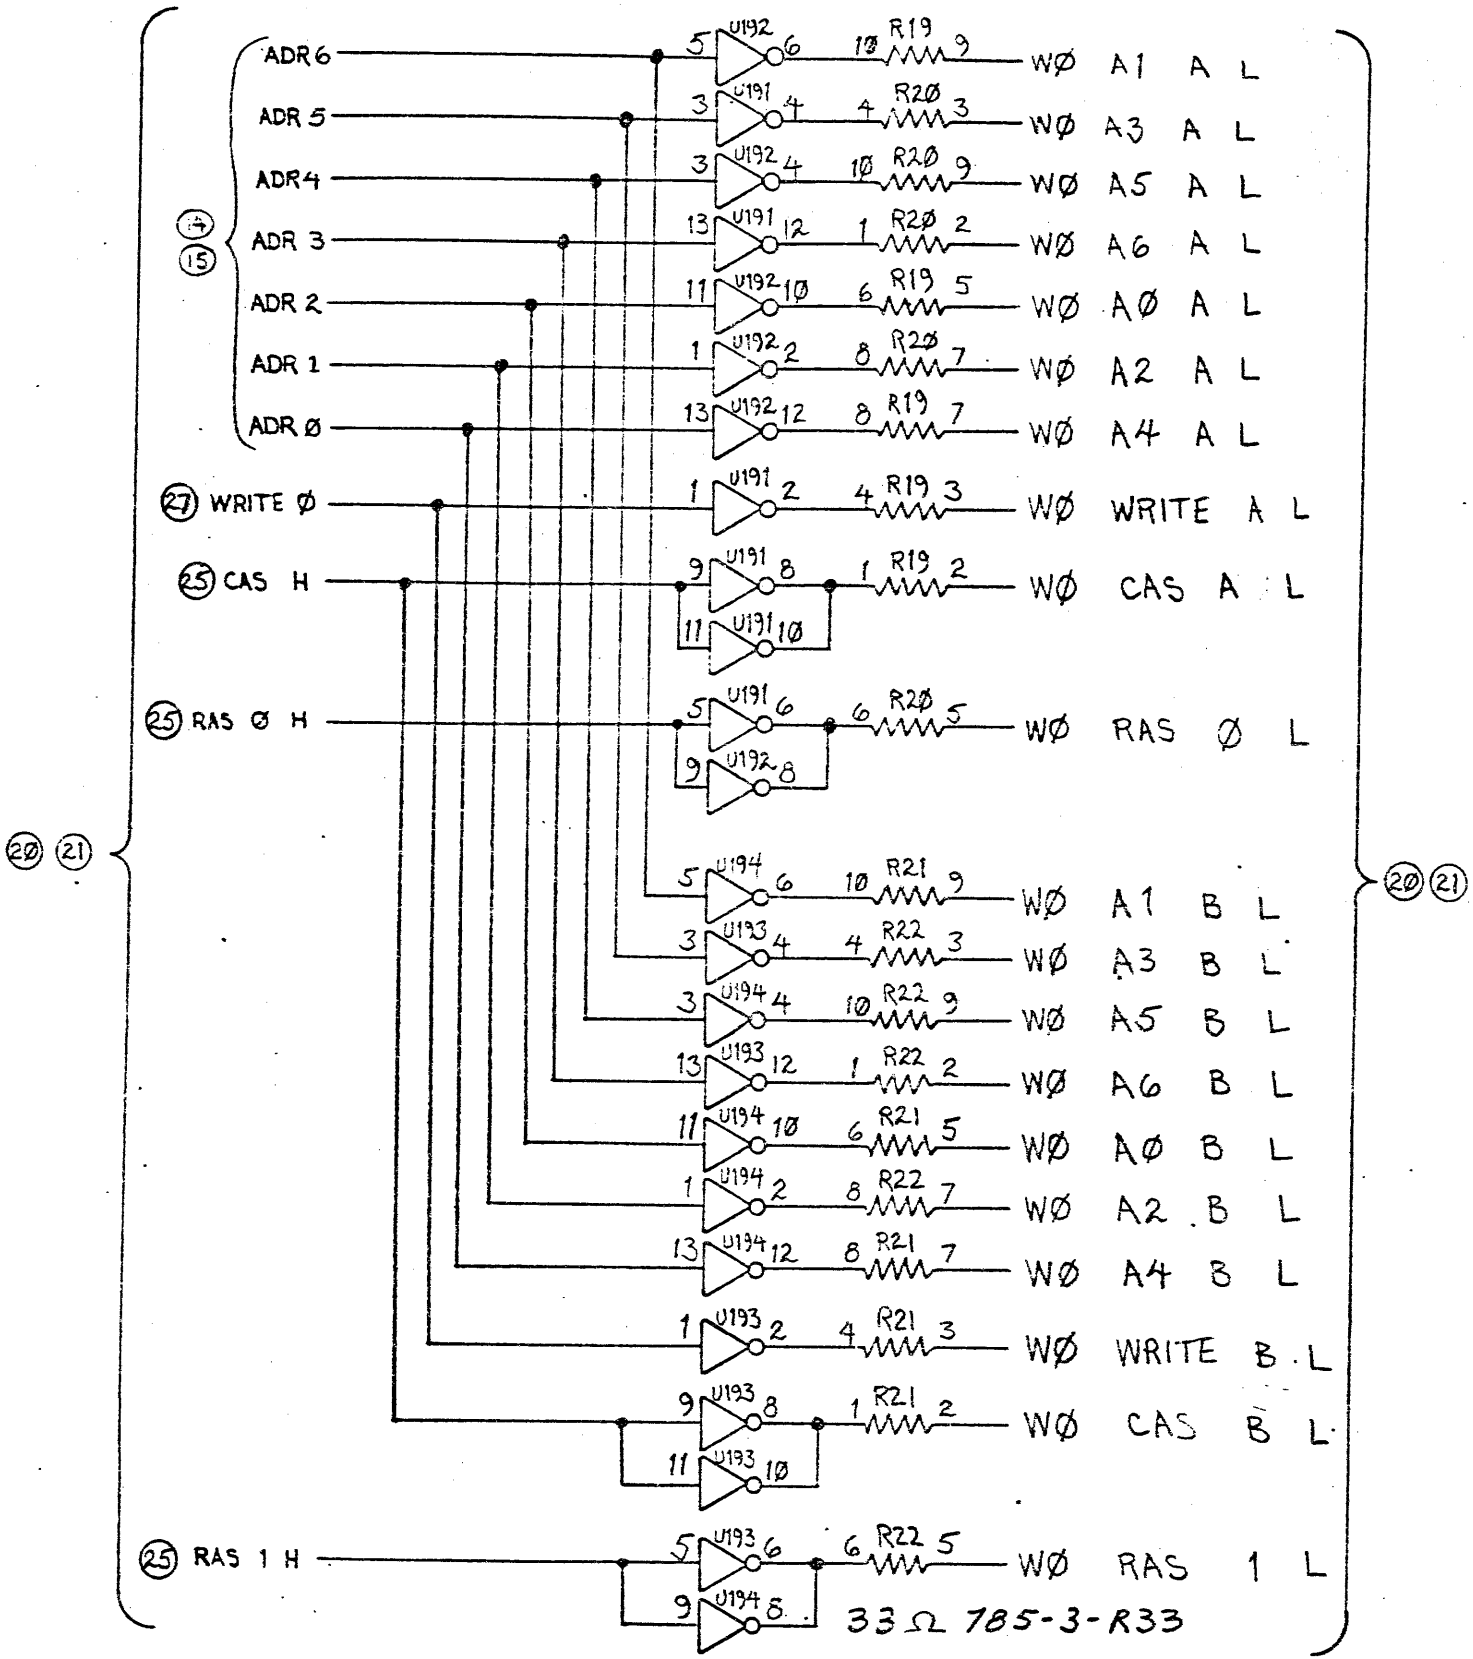 ADR 6 5 U192 6 10 R19 9 WØ A1 A L
ADR 5 3 U191 4 4 R2Ø 3 WØ A3 A L
ADR 4 3 U192 4 1Ø R2Ø 9 WØ A5 A L
14
15
ADR 3 13 U191 12 1 R2Ø 2 WØ A6 A L
ADR 2 11 U192 1Ø 6 R19 5 WØ AØ A L
ADR 1 1 U192 2 8 R2Ø 7 WØ A2 A L
ADR Ø 13 U192 12 8 R19 7 WØ A4 A L
27 WRITE Ø 1 U191 2 4 R19 3 WØ WRITE A L
25 CAS H 9 U191 8 1 R19 2 WØ CAS A L
11 U191 1Ø
25 RAS Ø H 5 U191 6 6 R2Ø 5 WØ RAS Ø L
9 U192 8
2Ø 21
2Ø 21
5 U194 6 10 R21 9 WØ A1 B L
3 U193 4 4 R22 3 WØ A3 B L
3 U194 4 1Ø R22 9 WØ A5 B L
13 U193 12 1 R22 2 WØ A6 B L
11 U194 1Ø 6 R21 5 WØ AØ B L
1 U194 2 8 R22 7 WØ A2 B L
13 U194 12 8 R21 7 WØ A4 B L
1 U193 2 4 R21 3 WØ WRITE B L
9 U193 8 1 R21 2 WØ CAS B L
11 U193 1Ø
25 RAS 1 H 5 U193 6 6 R22 5 WØ RAS 1 L
9 U194 8
33 Ω 785-3-R33